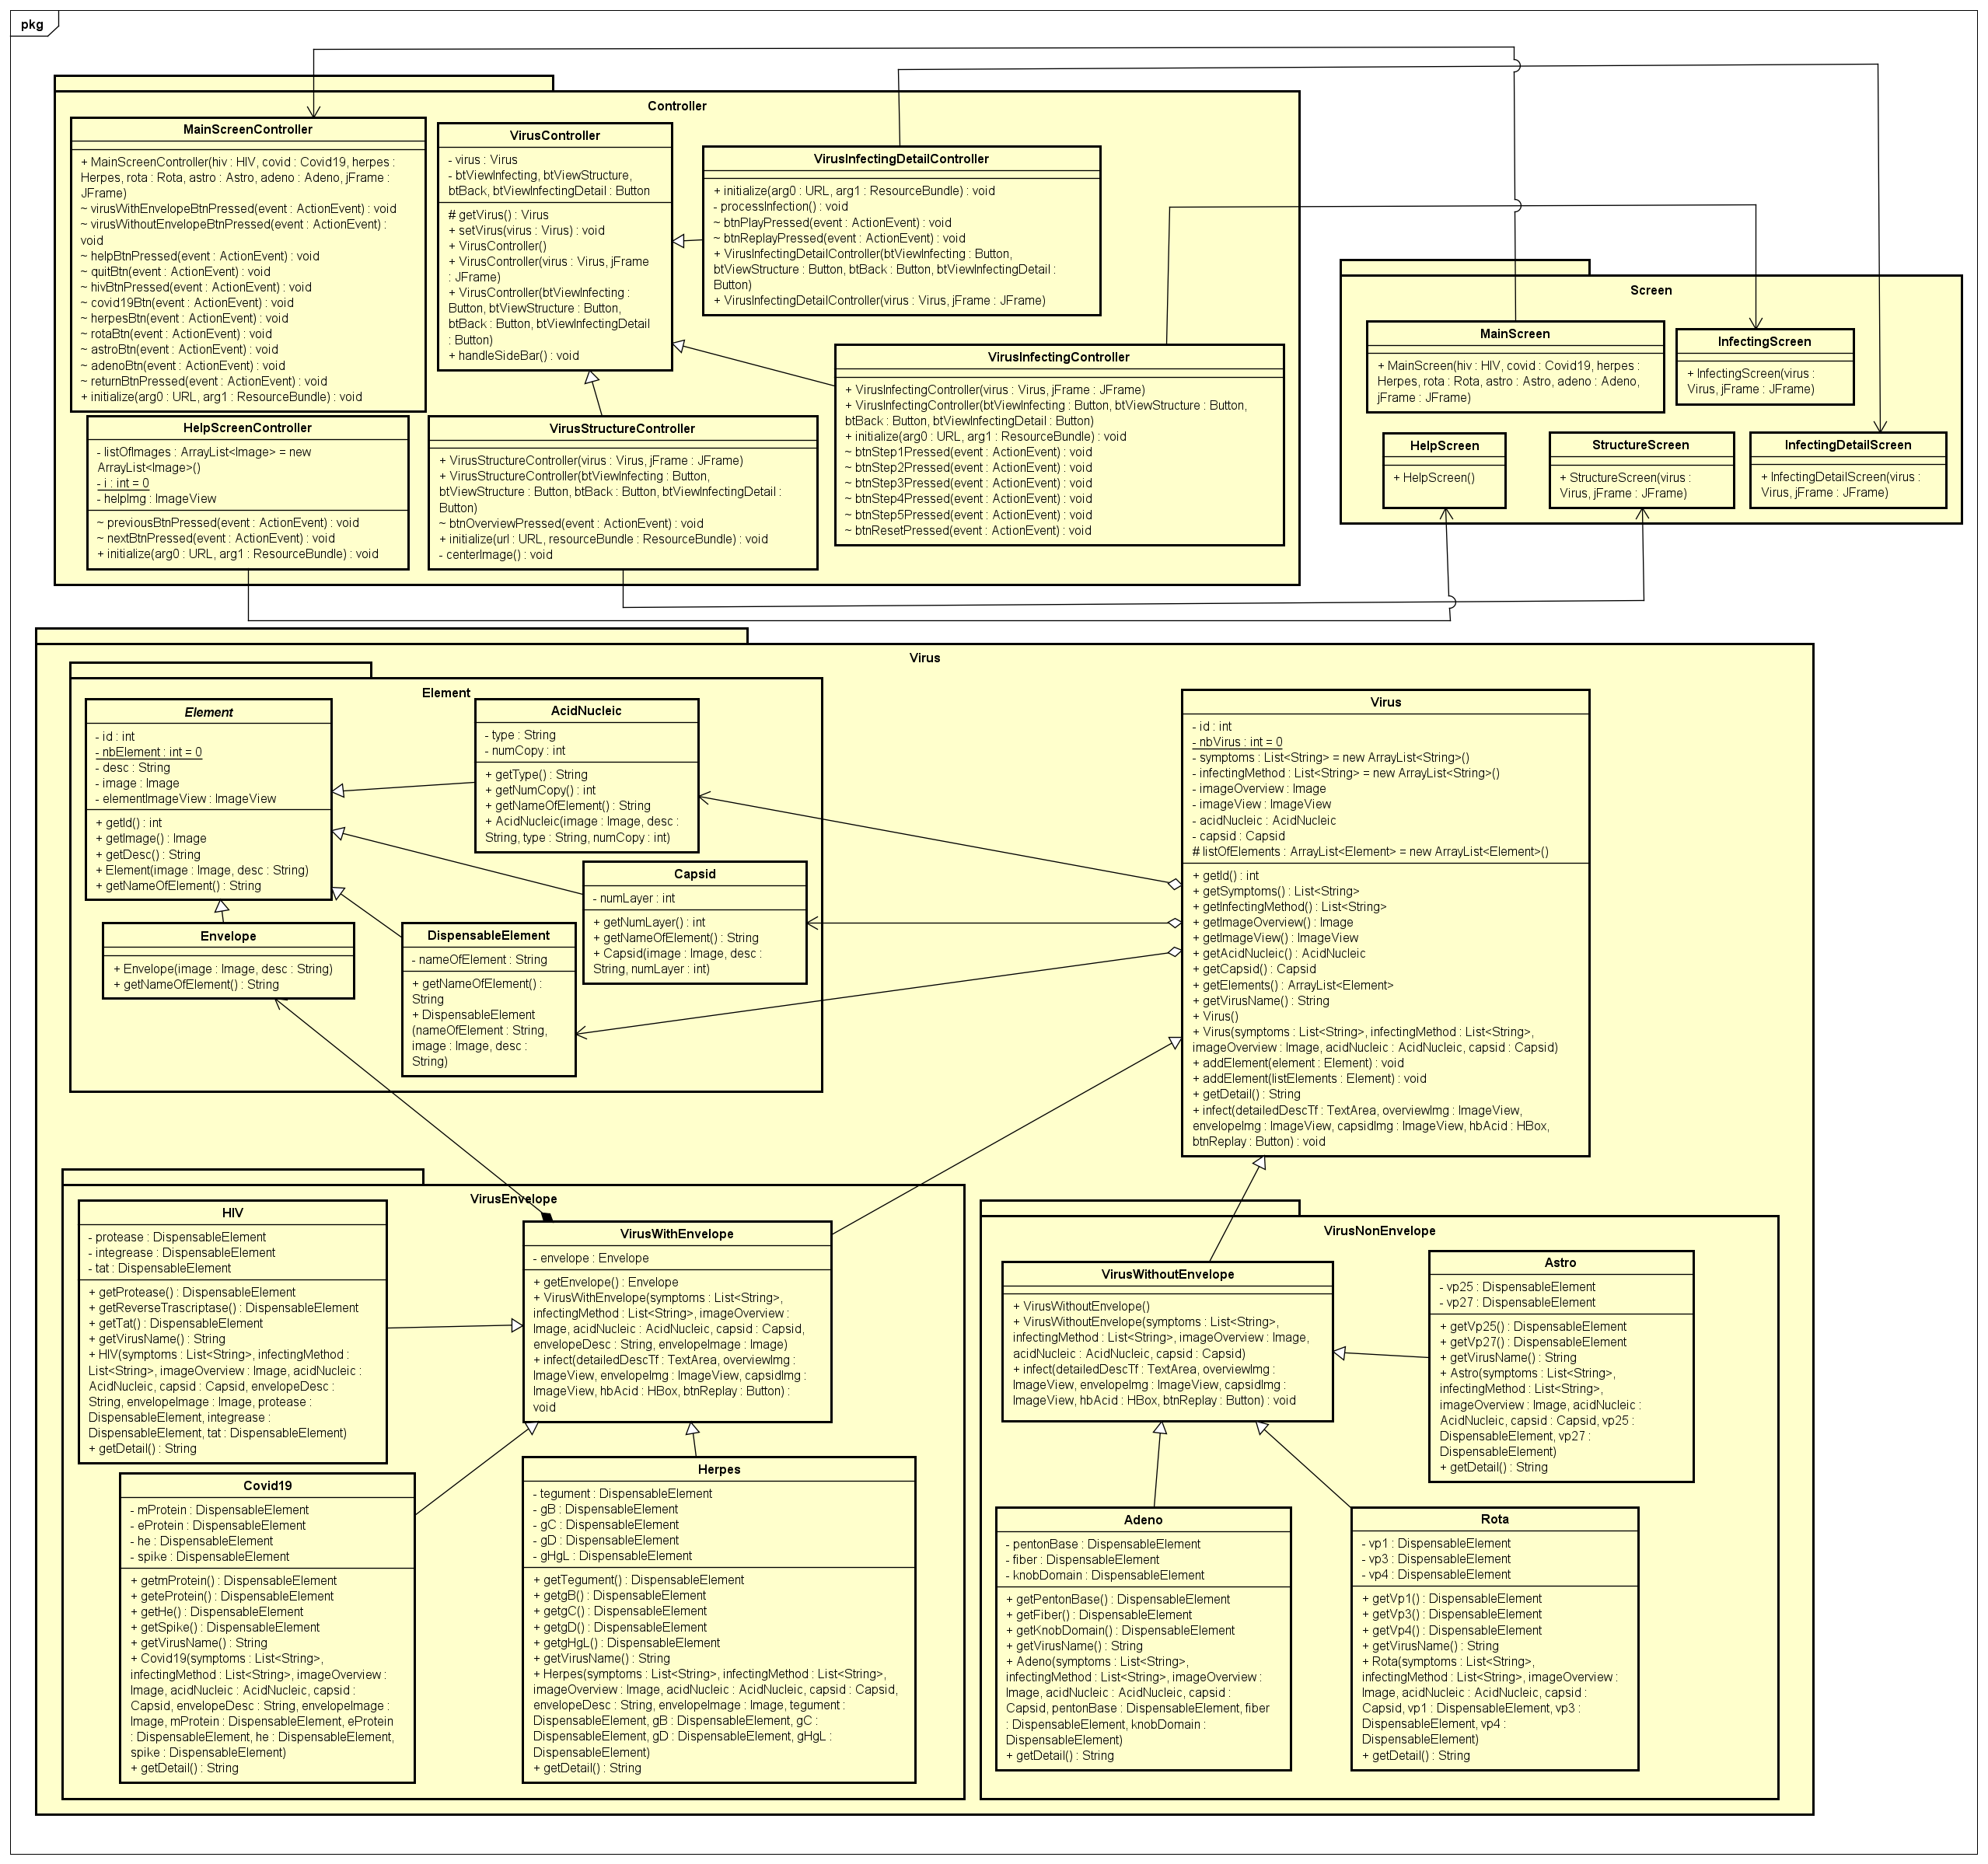 pkg
Controller
MainScreenController
+ MainScreenController(hiv : HIV, covid : Covid19, herpes :
Herpes, rota : Rota, astro : Astro, adeno : Adeno, jFrame :
JFrame)
~ virusWithEnvelopeBtnPressed(event : ActionEvent) : void
~ virusWithoutEnvelopeBtnPressed(event : ActionEvent) :
void
~ helpBtnPressed(event : ActionEvent) : void
~ quitBtn(event : ActionEvent) : void
~ hivBtnPressed(event : ActionEvent) : void
~ covid19Btn(event : ActionEvent) : void
~ herpesBtn(event : ActionEvent) : void
~ rotaBtn(event : ActionEvent) : void
~ astroBtn(event : ActionEvent) : void
~ adenoBtn(event : ActionEvent) : void
~ returnBtnPressed(event : ActionEvent) : void
+ initialize(arg0 : URL, arg1 : ResourceBundle) : void
VirusController
- virus : Virus
- btViewInfecting, btViewStructure,
btBack, btViewInfectingDetail : Button
# getVirus() : Virus
+ setVirus(virus : Virus) : void
+ VirusController()
+ VirusController(virus : Virus, jFrame
: JFrame)
+ VirusController(btViewInfecting :
Button, btViewStructure : Button,
btBack : Button, btViewInfectingDetail
: Button)
+ handleSideBar() : void
VirusInfectingDetailController
+ initialize(arg0 : URL, arg1 : ResourceBundle) : void
- processInfection() : void
~ btnPlayPressed(event : ActionEvent) : void
~ btnReplayPressed(event : ActionEvent) : void
+ VirusInfectingDetailController(btViewInfecting : Button,
btViewStructure : Button, btBack : Button, btViewInfectingDetail :
Button)
+ VirusInfectingDetailController(virus : Virus, jFrame : JFrame)
VirusInfectingController
+ VirusInfectingController(virus : Virus, jFrame : JFrame)
+ VirusInfectingController(btViewInfecting : Button, btViewStructure : Button,
btBack : Button, btViewInfectingDetail : Button)
+ initialize(arg0 : URL, arg1 : ResourceBundle) : void
~ btnStep1Pressed(event : ActionEvent) : void
~ btnStep2Pressed(event : ActionEvent) : void
~ btnStep3Pressed(event : ActionEvent) : void
~ btnStep4Pressed(event : ActionEvent) : void
~ btnStep5Pressed(event : ActionEvent) : void
~ btnResetPressed(event : ActionEvent) : void
HelpScreenController
- listOfImages : ArrayList<Image> = new
ArrayList<Image>()
- i : int = 0
- helpImg : ImageView
~ previousBtnPressed(event : ActionEvent) : void
~ nextBtnPressed(event : ActionEvent) : void
+ initialize(arg0 : URL, arg1 : ResourceBundle) : void
VirusStructureController
+ VirusStructureController(virus : Virus, jFrame : JFrame)
+ VirusStructureController(btViewInfecting : Button,
btViewStructure : Button, btBack : Button, btViewInfectingDetail :
Button)
~ btnOverviewPressed(event : ActionEvent) : void
+ initialize(url : URL, resourceBundle : ResourceBundle) : void
- centerImage() : void
Screen
MainScreen
+ MainScreen(hiv : HIV, covid : Covid19, herpes :
Herpes, rota : Rota, astro : Astro, adeno : Adeno,
jFrame : JFrame)
InfectingScreen
+ InfectingScreen(virus :
Virus, jFrame : JFrame)
HelpScreen
+ HelpScreen()
StructureScreen
+ StructureScreen(virus :
Virus, jFrame : JFrame)
InfectingDetailScreen
+ InfectingDetailScreen(virus :
Virus, jFrame : JFrame)
Virus
Element
Element
- id : int
- nbElement : int = 0
- desc : String
- image : Image
- elementImageView : ImageView
+ getId() : int
+ getImage() : Image
+ getDesc() : String
+ Element(image : Image, desc : String)
+ getNameOfElement() : String
AcidNucleic
- type : String
- numCopy : int
+ getType() : String
+ getNumCopy() : int
+ getNameOfElement() : String
+ AcidNucleic(image : Image, desc :
String, type : String, numCopy : int)
Capsid
- numLayer : int
+ getNumLayer() : int
+ getNameOfElement() : String
+ Capsid(image : Image, desc :
String, numLayer : int)
Envelope
+ Envelope(image : Image, desc : String)
+ getNameOfElement() : String
DispensableElement
- nameOfElement : String
+ getNameOfElement() :
String
+ DispensableElement
(nameOfElement : String,
image : Image, desc :
String)
Virus
- id : int
- nbVirus : int = 0
- symptoms : List<String> = new ArrayList<String>()
- infectingMethod : List<String> = new ArrayList<String>()
- imageOverview : Image
- imageView : ImageView
- acidNucleic : AcidNucleic
- capsid : Capsid
# listOfElements : ArrayList<Element> = new ArrayList<Element>()
+ getId() : int
+ getSymptoms() : List<String>
+ getInfectingMethod() : List<String>
+ getImageOverview() : Image
+ getImageView() : ImageView
+ getAcidNucleic() : AcidNucleic
+ getCapsid() : Capsid
+ getElements() : ArrayList<Element>
+ getVirusName() : String
+ Virus()
+ Virus(symptoms : List<String>, infectingMethod : List<String>,
imageOverview : Image, acidNucleic : AcidNucleic, capsid : Capsid)
+ addElement(element : Element) : void
+ addElement(listElements : Element) : void
+ getDetail() : String
+ infect(detailedDescTf : TextArea, overviewImg : ImageView,
envelopeImg : ImageView, capsidImg : ImageView, hbAcid : HBox,
btnReplay : Button) : void
VirusEnvelope
HIV
- protease : DispensableElement
- integrease : DispensableElement
- tat : DispensableElement
+ getProtease() : DispensableElement
+ getReverseTrascriptase() : DispensableElement
+ getTat() : DispensableElement
+ getVirusName() : String
+ HIV(symptoms : List<String>, infectingMethod :
List<String>, imageOverview : Image, acidNucleic :
AcidNucleic, capsid : Capsid, envelopeDesc :
String, envelopeImage : Image, protease :
DispensableElement, integrease :
DispensableElement, tat : DispensableElement)
+ getDetail() : String
VirusWithEnvelope
- envelope : Envelope
+ getEnvelope() : Envelope
+ VirusWithEnvelope(symptoms : List<String>,
infectingMethod : List<String>, imageOverview :
Image, acidNucleic : AcidNucleic, capsid : Capsid,
envelopeDesc : String, envelopeImage : Image)
+ infect(detailedDescTf : TextArea, overviewImg :
ImageView, envelopeImg : ImageView, capsidImg :
ImageView, hbAcid : HBox, btnReplay : Button) :
void
Covid19
- mProtein : DispensableElement
- eProtein : DispensableElement
- he : DispensableElement
- spike : DispensableElement
+ getmProtein() : DispensableElement
+ geteProtein() : DispensableElement
+ getHe() : DispensableElement
+ getSpike() : DispensableElement
+ getVirusName() : String
+ Covid19(symptoms : List<String>,
infectingMethod : List<String>, imageOverview :
Image, acidNucleic : AcidNucleic, capsid :
Capsid, envelopeDesc : String, envelopeImage :
Image, mProtein : DispensableElement, eProtein
: DispensableElement, he : DispensableElement,
spike : DispensableElement)
+ getDetail() : String
Herpes
- tegument : DispensableElement
- gB : DispensableElement
- gC : DispensableElement
- gD : DispensableElement
- gHgL : DispensableElement
+ getTegument() : DispensableElement
+ getgB() : DispensableElement
+ getgC() : DispensableElement
+ getgD() : DispensableElement
+ getgHgL() : DispensableElement
+ getVirusName() : String
+ Herpes(symptoms : List<String>, infectingMethod : List<String>,
imageOverview : Image, acidNucleic : AcidNucleic, capsid : Capsid,
envelopeDesc : String, envelopeImage : Image, tegument :
DispensableElement, gB : DispensableElement, gC :
DispensableElement, gD : DispensableElement, gHgL :
DispensableElement)
+ getDetail() : String
VirusNonEnvelope
VirusWithoutEnvelope
+ VirusWithoutEnvelope()
+ VirusWithoutEnvelope(symptoms : List<String>,
infectingMethod : List<String>, imageOverview : Image,
acidNucleic : AcidNucleic, capsid : Capsid)
+ infect(detailedDescTf : TextArea, overviewImg :
ImageView, envelopeImg : ImageView, capsidImg :
ImageView, hbAcid : HBox, btnReplay : Button) : void
Astro
- vp25 : DispensableElement
- vp27 : DispensableElement
+ getVp25() : DispensableElement
+ getVp27() : DispensableElement
+ getVirusName() : String
+ Astro(symptoms : List<String>,
infectingMethod : List<String>,
imageOverview : Image, acidNucleic :
AcidNucleic, capsid : Capsid, vp25 :
DispensableElement, vp27 :
DispensableElement)
+ getDetail() : String
Adeno
- pentonBase : DispensableElement
- fiber : DispensableElement
- knobDomain : DispensableElement
+ getPentonBase() : DispensableElement
+ getFiber() : DispensableElement
+ getKnobDomain() : DispensableElement
+ getVirusName() : String
+ Adeno(symptoms : List<String>,
infectingMethod : List<String>, imageOverview :
Image, acidNucleic : AcidNucleic, capsid :
Capsid, pentonBase : DispensableElement, fiber
: DispensableElement, knobDomain :
DispensableElement)
+ getDetail() : String
Rota
- vp1 : DispensableElement
- vp3 : DispensableElement
- vp4 : DispensableElement
+ getVp1() : DispensableElement
+ getVp3() : DispensableElement
+ getVp4() : DispensableElement
+ getVirusName() : String
+ Rota(symptoms : List<String>,
infectingMethod : List<String>, imageOverview :
Image, acidNucleic : AcidNucleic, capsid :
Capsid, vp1 : DispensableElement, vp3 :
DispensableElement, vp4 :
DispensableElement)
+ getDetail() : String